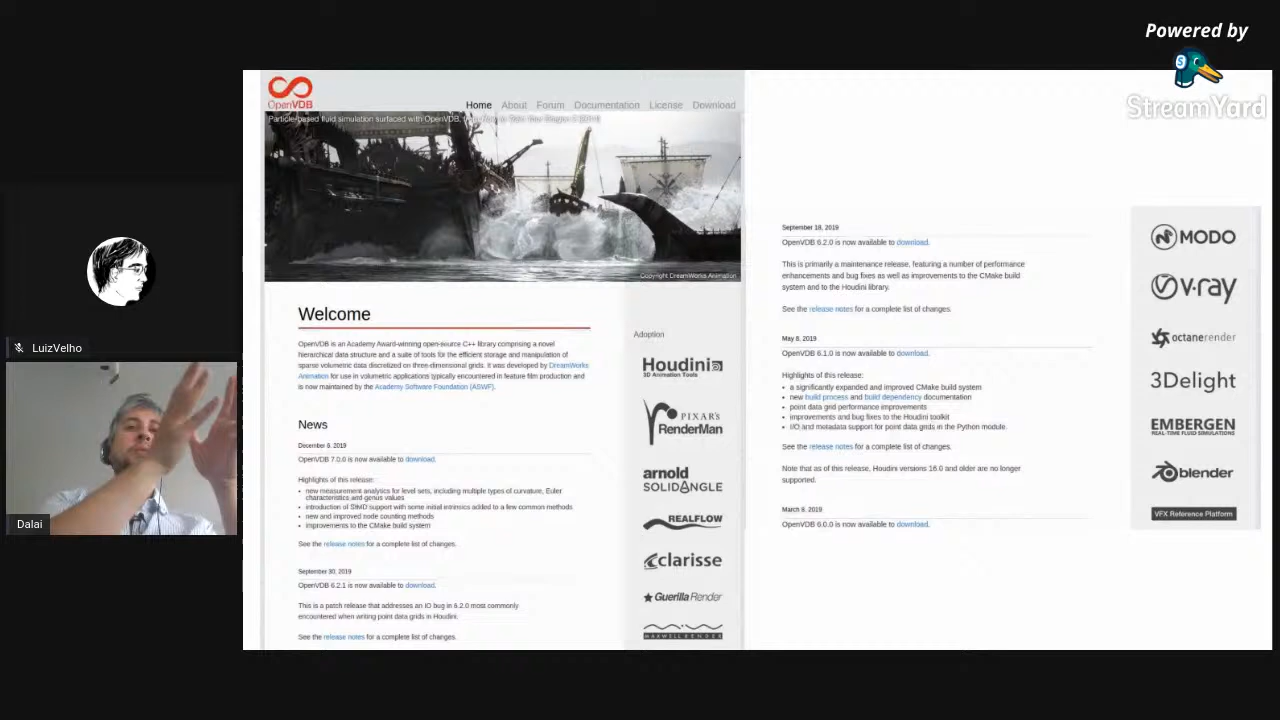 Powered by
StreamYard
OpenVDB
Home About Forum Documentation License Download
Particle-based fluid simulation surfaced with OpenVDB,
Copyright DreamWorks Animation
Welcome
OpenVDB is an Academy Award-winning open-source C++ library comprising a novel
hierarchical data structure and a suite of tools for the efficient storage and manipulation of
sparse volumetric data discretized on three-dimensional grids. It was developed by DreamWorks
Animation for use in volumetric applications typically encountered in feature film production and
is now maintained by the Academy Software Foundation (ASWF).
News
December 6, 2019
OpenVDB 7.0.0 is now available to download.
Highlights of this release:
• new measurement analytics for level sets, including multiple types of curvature, Euler
characteristics and genus values
• introduction of SIMD support with some initial intrinsics added to a few common methods
• new and improved node counting methods
• improvements to the CMake build system
See the release notes for a complete list of changes.
September 30, 2019
OpenVDB 6.2.1 is now available to download.
This is a patch release that addresses an IO bug in 6.2.0 most commonly
encountered when writing point data grids in Houdini.
See the release notes for a complete list of changes.
Adoption
Houdini
3D Animation Tools
PIXAR'S
RenderMan
arnold
SOLIDANGLE
REALFLOW
clarisse
Guerilla Render
MAXWELL RENDER
September 18, 2019
OpenVDB 6.2.0 is now available to download.
This is primarily a maintenance release, featuring a number of performance
enhancements and bug fixes as well as improvements to the CMake build
system and to the Houdini library.
See the release notes for a complete list of changes.
May 8, 2019
OpenVDB 6.1.0 is now available to download.
Highlights of this release:
• a significantly expanded and improved CMake build system
• new build process and build dependency documentation
• point data grid performance improvements
• improvements and bug fixes to the Houdini toolkit
• I/O and metadata support for point data grids in the Python module.
See the release notes for a complete list of changes.
Note that as of this release, Houdini versions 16.0 and older are no longer
supported.
March 8, 2019
OpenVDB 6.0.0 is now available to download.
MODO
v·ray
octanerender
3Delight
EMBERGEN
REAL-TIME FLUID SIMULATIONS
blender
VFX Reference Platform
LuizVelho
Dalai